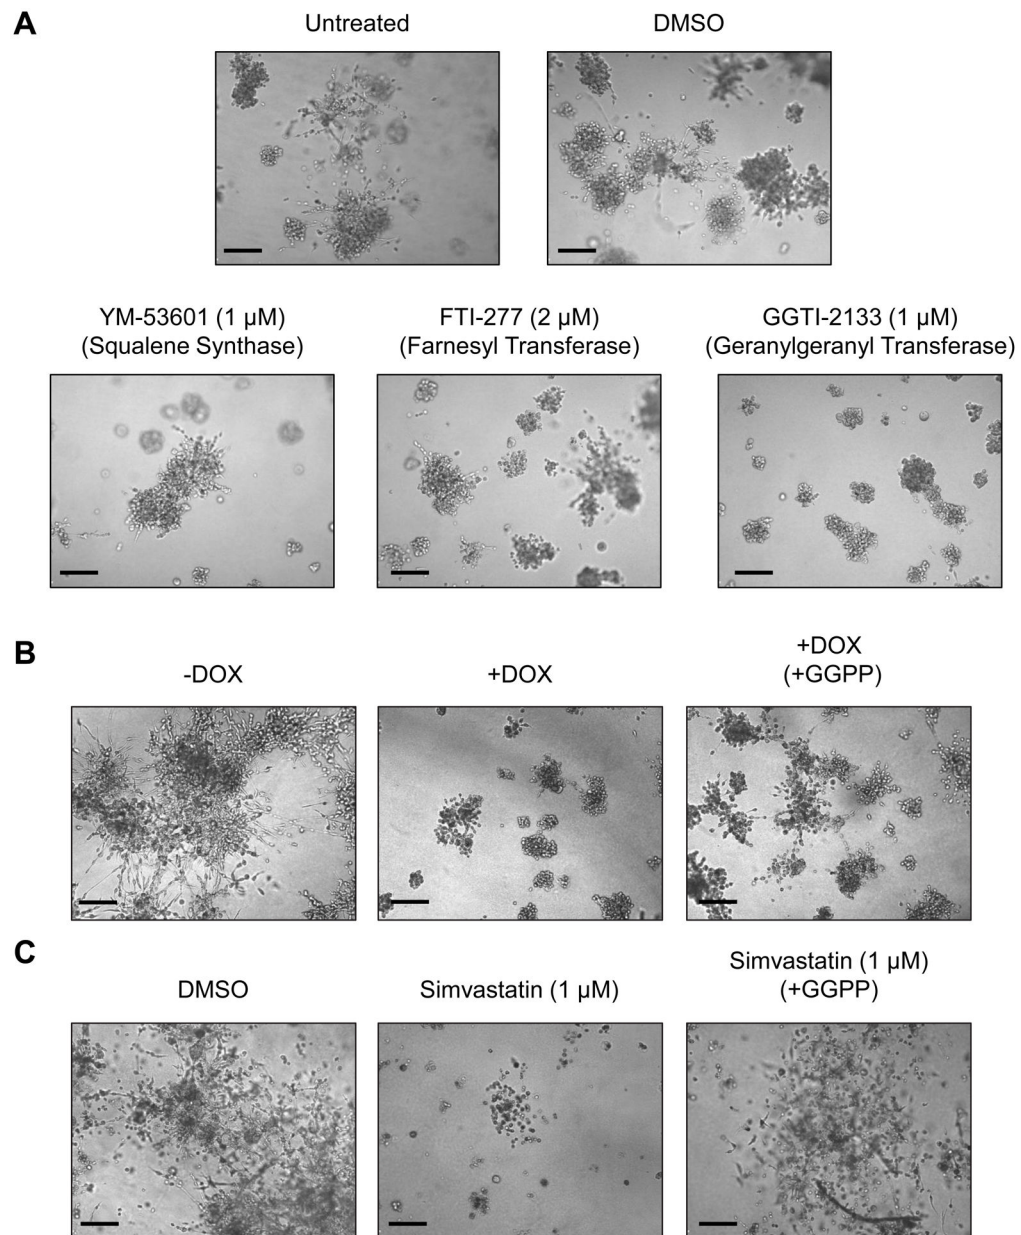 A
Untreated
DMSO
YM-53601 (1 µM)
(Squalene Synthase)
FTI-277 (2 µM)
(Farnesyl Transferase)
GGTI-2133 (1 µM)
(Geranylgeranyl Transferase)
B
-DOX
+DOX
+DOX
(+GGPP)
C
DMSO
Simvastatin (1 µM)
Simvastatin (1 µM)
(+GGPP)